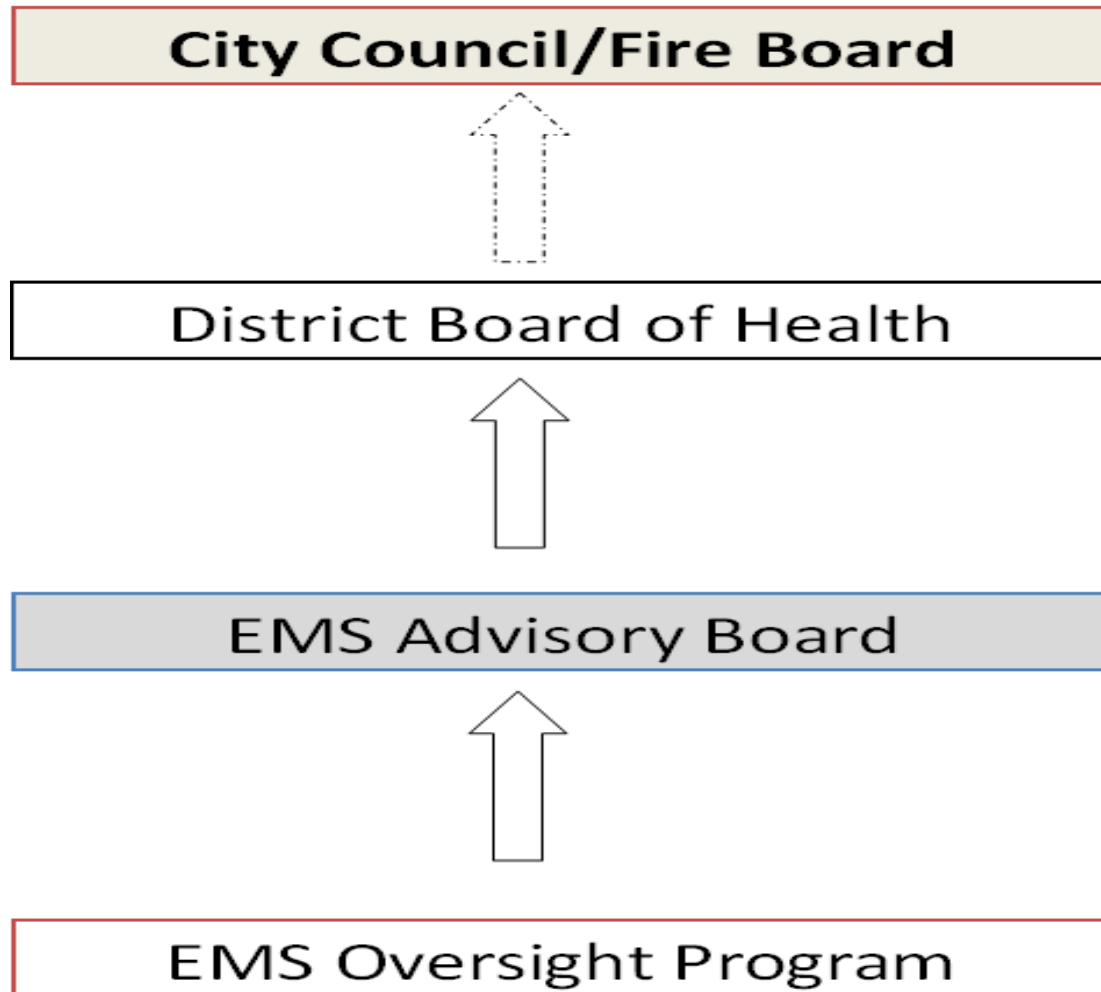 City Council/Fire Board
District Board of Health
EMS Advisory Board
EMS Oversight Program